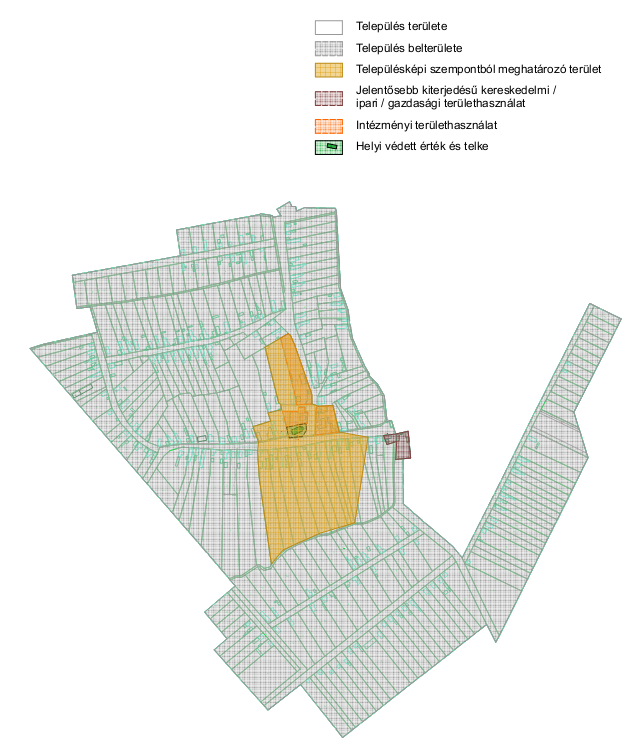 Település területe
Település belterülete
Településképi szempontból meghatározó terület
Jelentősebb kiterjedésű kereskedelmi /
ipari / gazdasági területhasználat
Intézményi területhasználat
Helyi védett érték és telke